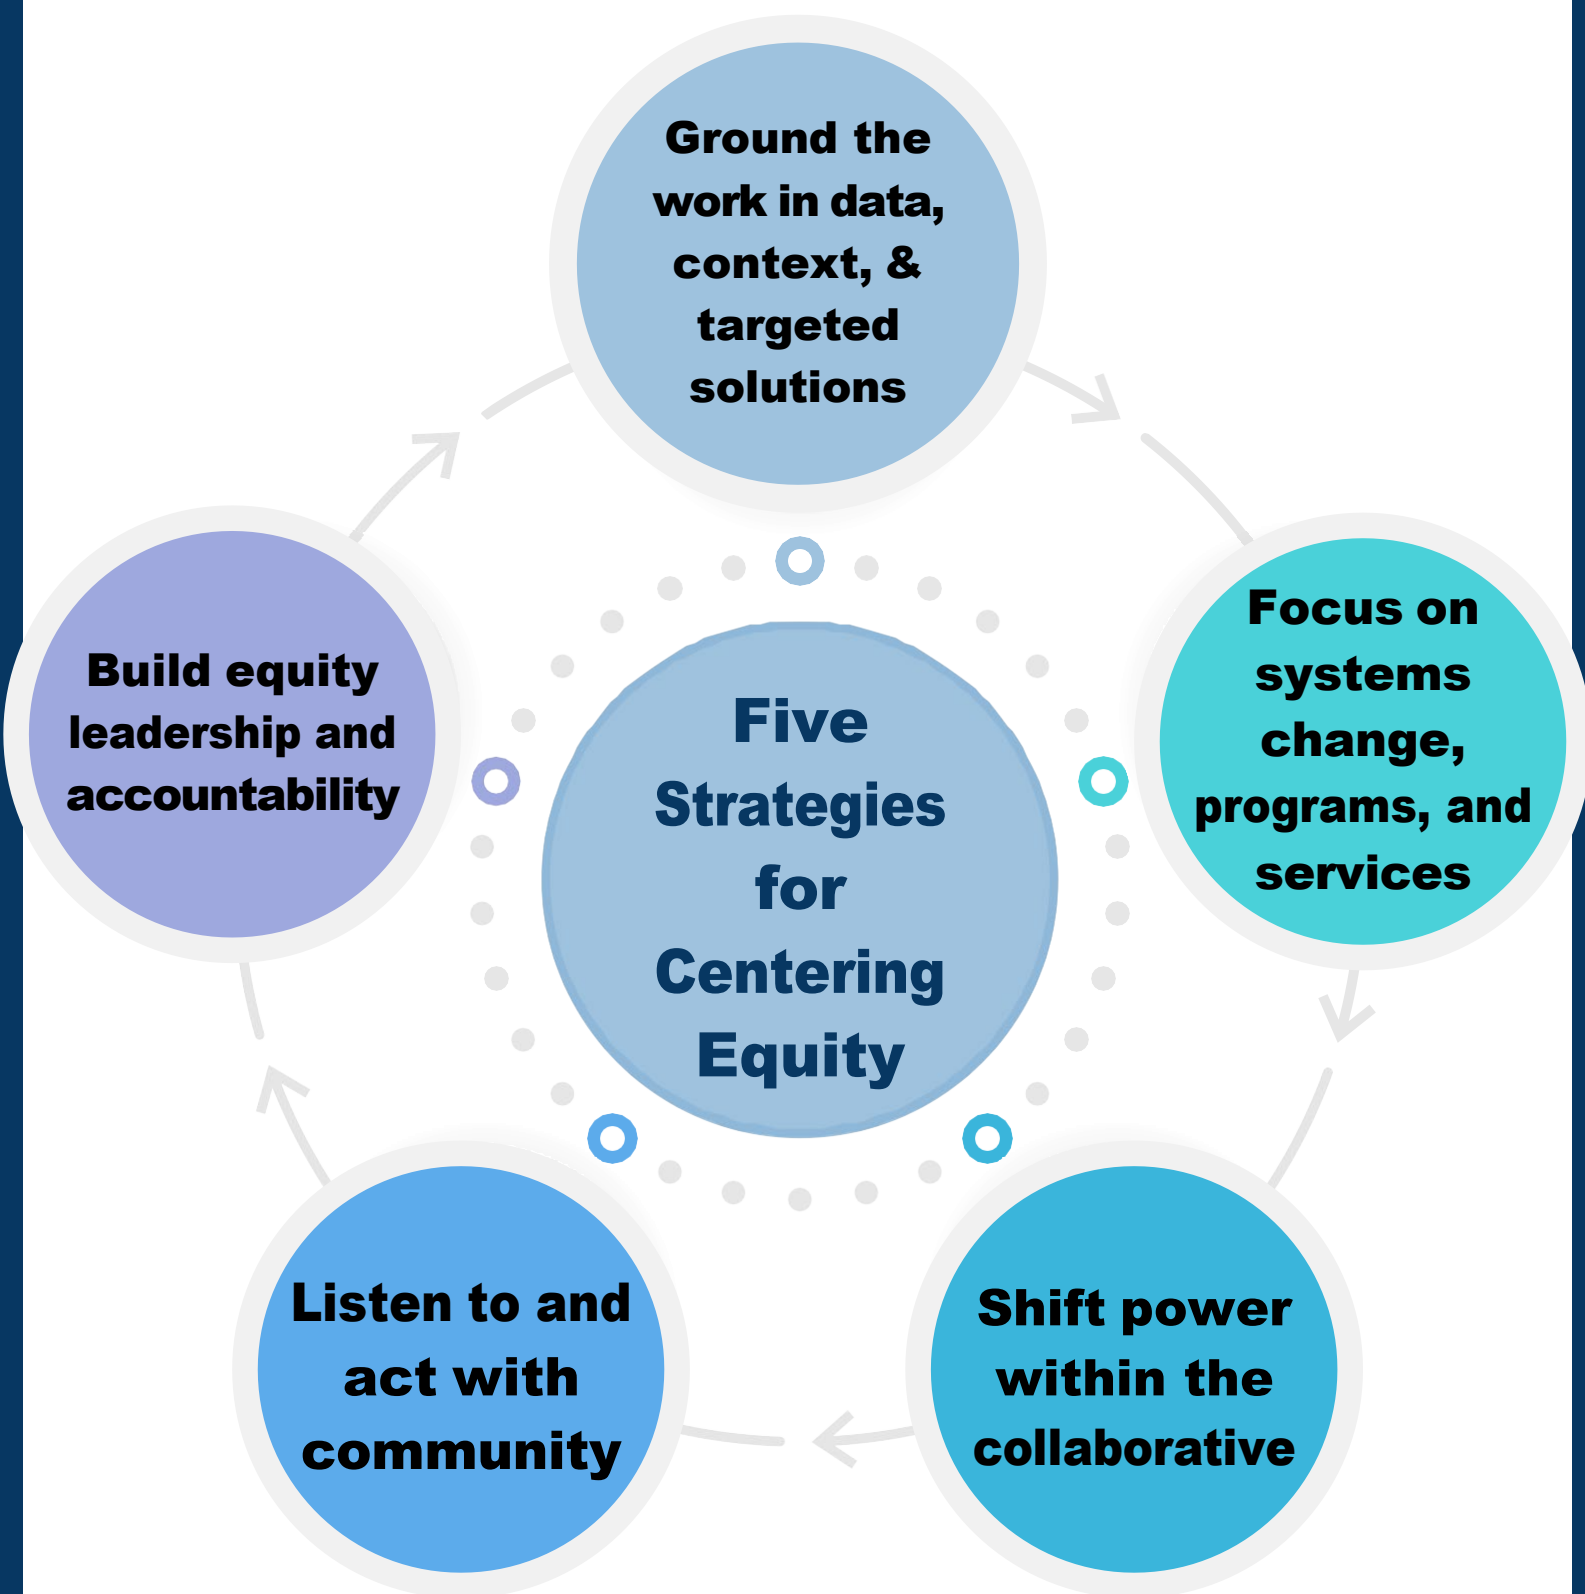 Ground the
work in data,
context, &
targeted
solutions
Focus on
systems
change,
programs, and
services
Shift power
within the
collaborative
Listen to and
act with
community
Build equity
leadership and
accountability
Five
Strategies
for
Centering
Equity